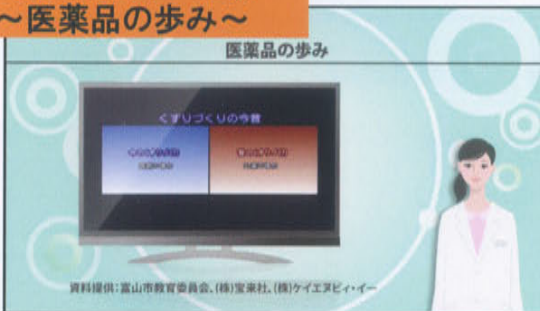 ~医薬品の歩み~
医薬品の歩み
くすりづくりの今昔
資料提供:富山市教育委員会、(株)宝来社、(株)ケイエヌビィ・イー